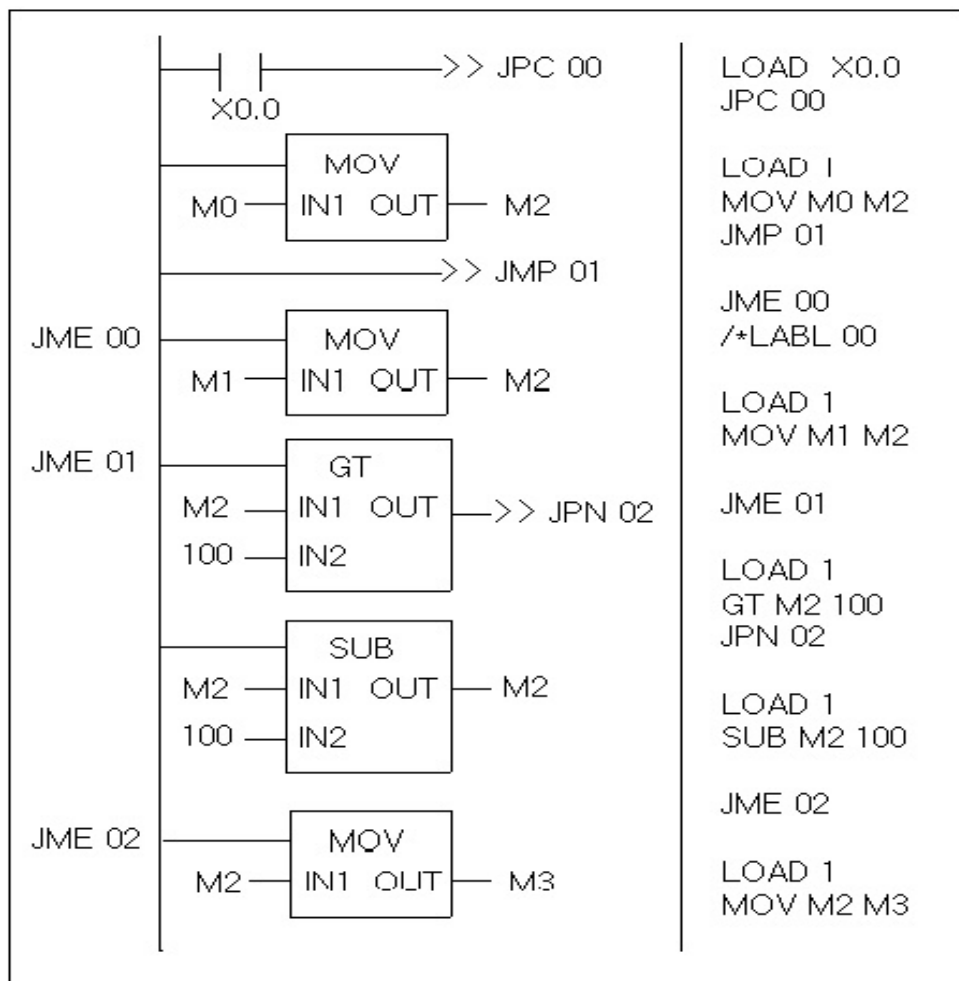 >> JPC 00
X0.0
MOV
M0 IN1 OUT M2
>> JMP 01
JME 00
MOV
M1 IN1 OUT M2
JME 01
GT
M2 IN1 OUT >> JPN 02
100 IN2
SUB
M2 IN1 OUT M2
100 IN2
JME 02
MOV
M2 IN1 OUT M3
LOAD X0.0
JPC 00
LOAD I
MOV M0 M2
JMP 01
JME 00
/*LABL 00
LOAD 1
MOV M1 M2
JME 01
LOAD 1
GT M2 100
JPN 02
LOAD 1
SUB M2 100
JME 02
LOAD 1
MOV M2 M3